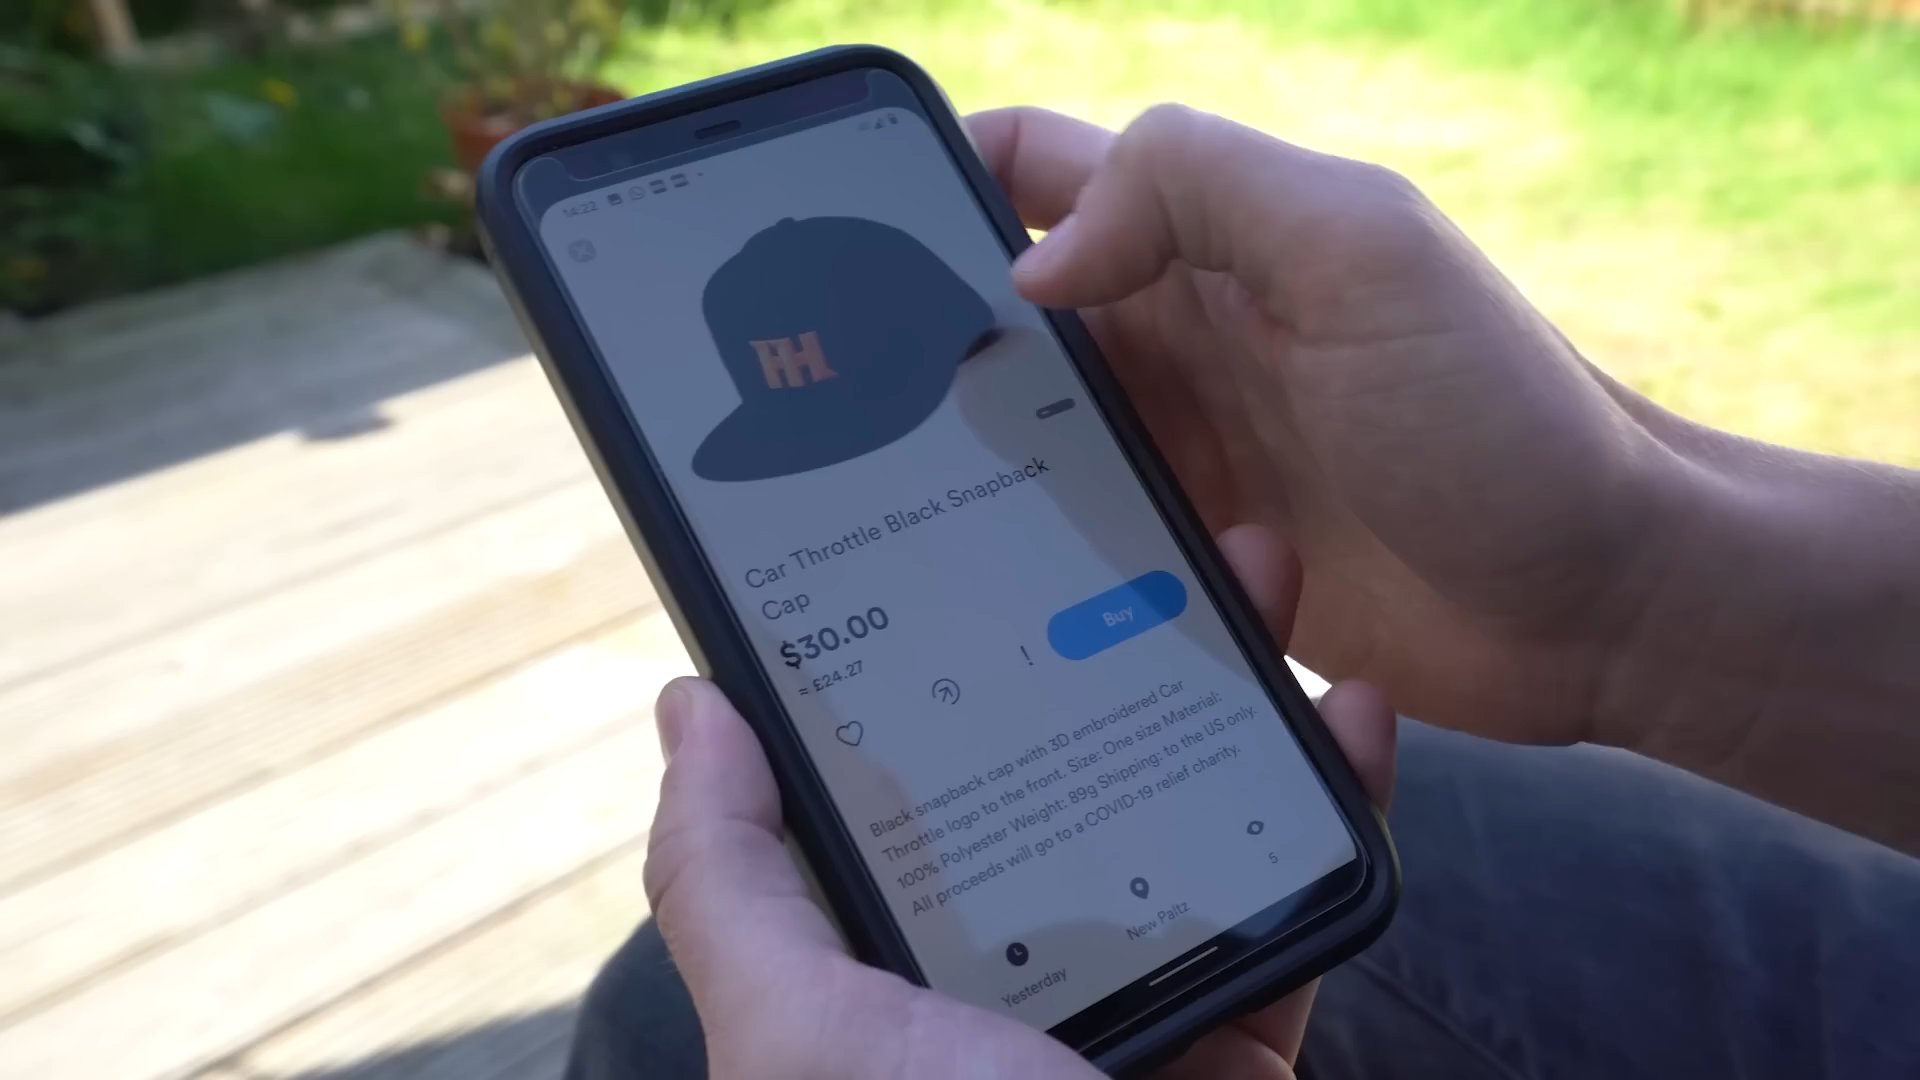 14:22
Car Throttle Black Snapback
Cap
$30.00
≈ £24.27
Buy
!
Black snapback cap with 3D embroidered Car
Throttle logo to the front. Size: One size Material:
100% Polyester Weight: 89g Shipping: to the US only.
All proceeds will go to a COVID-19 relief charity.
Yesterday
New Paltz
5